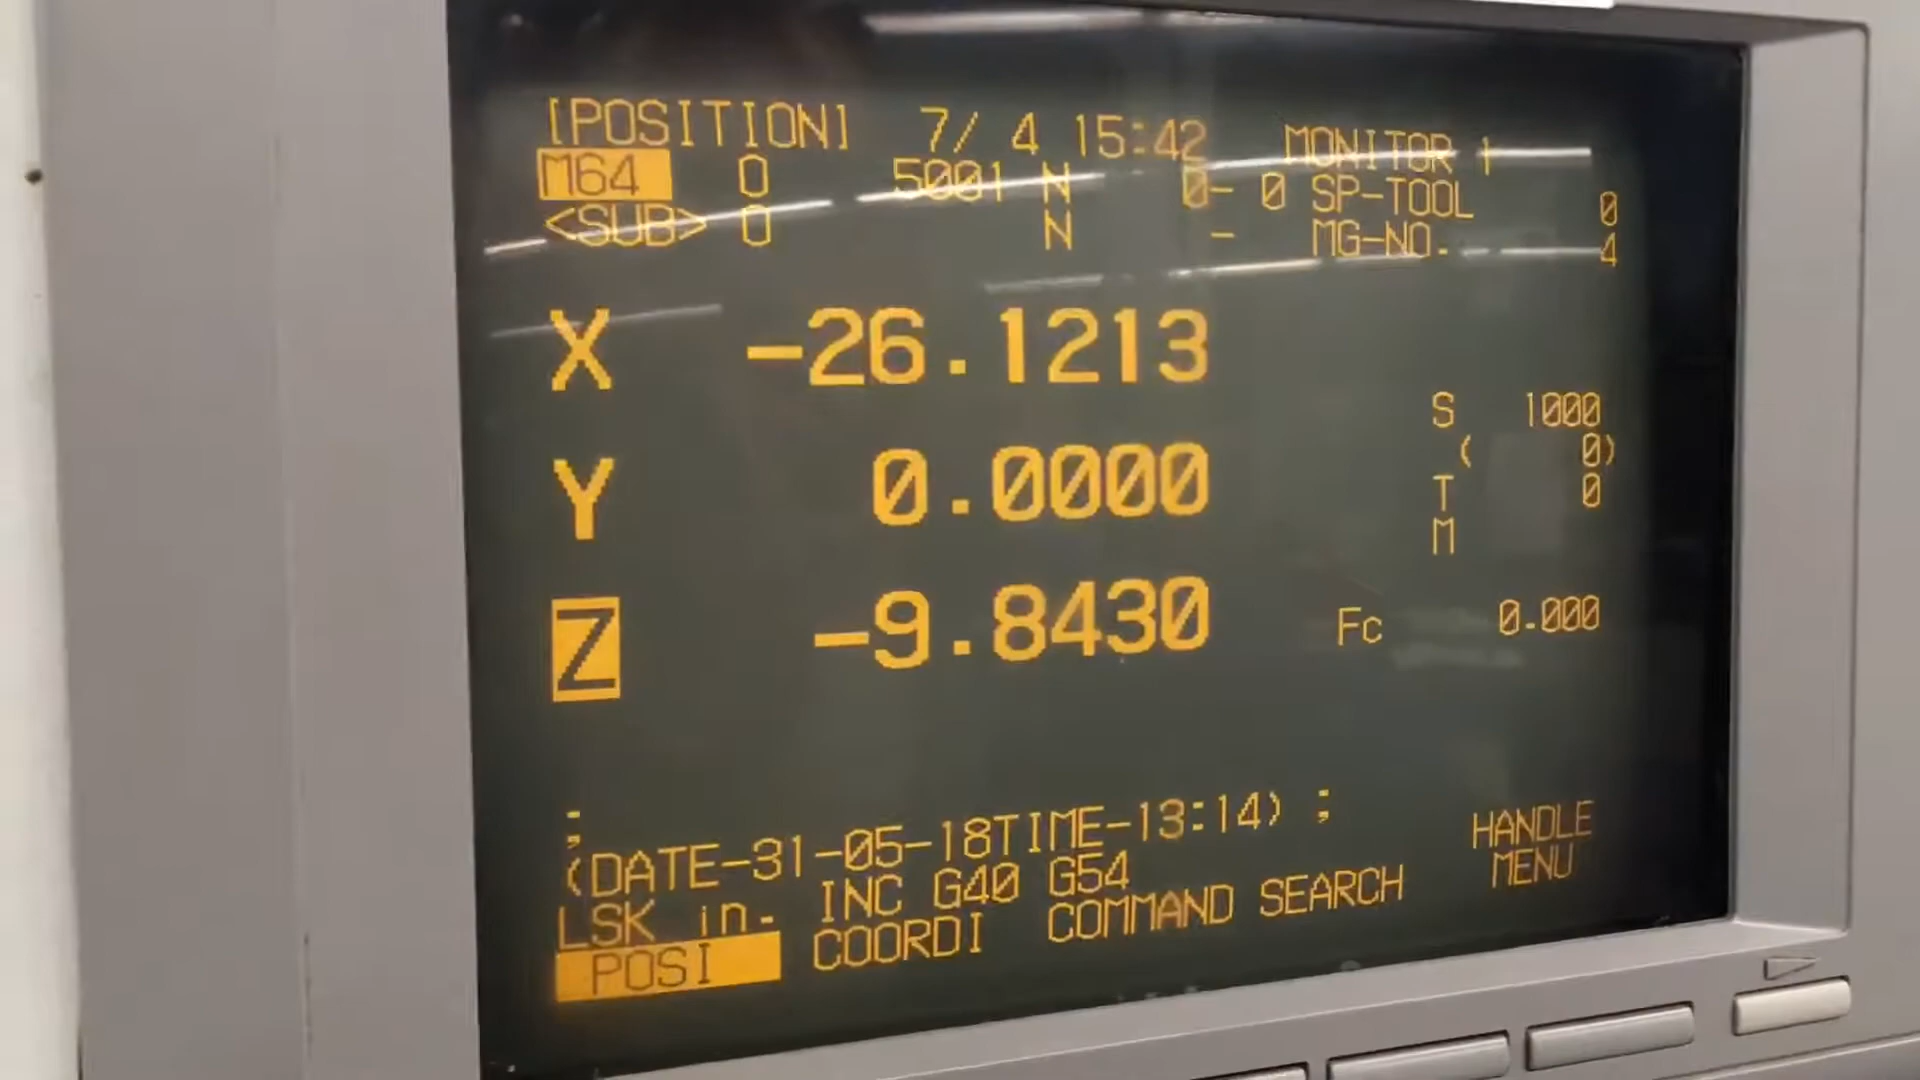 [POSITION] 7/ 4 15:42 MONITOR 1
M64 O 5001 N 0- 0 SP-TOOL 0
<SUB> O N - MG-NO. 4
X -26.1213
S 1000
( 0)
Y 0.0000
T 0
M
Z -9.8430
Fc 0.000
;
(DATE-31-05-18TIME-13:14) ;
LSK in. INC G40 G54
POSI COORDI COMMAND SEARCH HANDLE MENU